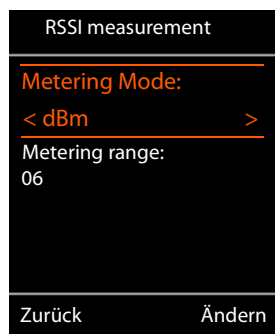 RSSI measurement
Metering Mode:
< dBm >
Metering range:
06
Zurück Ändern